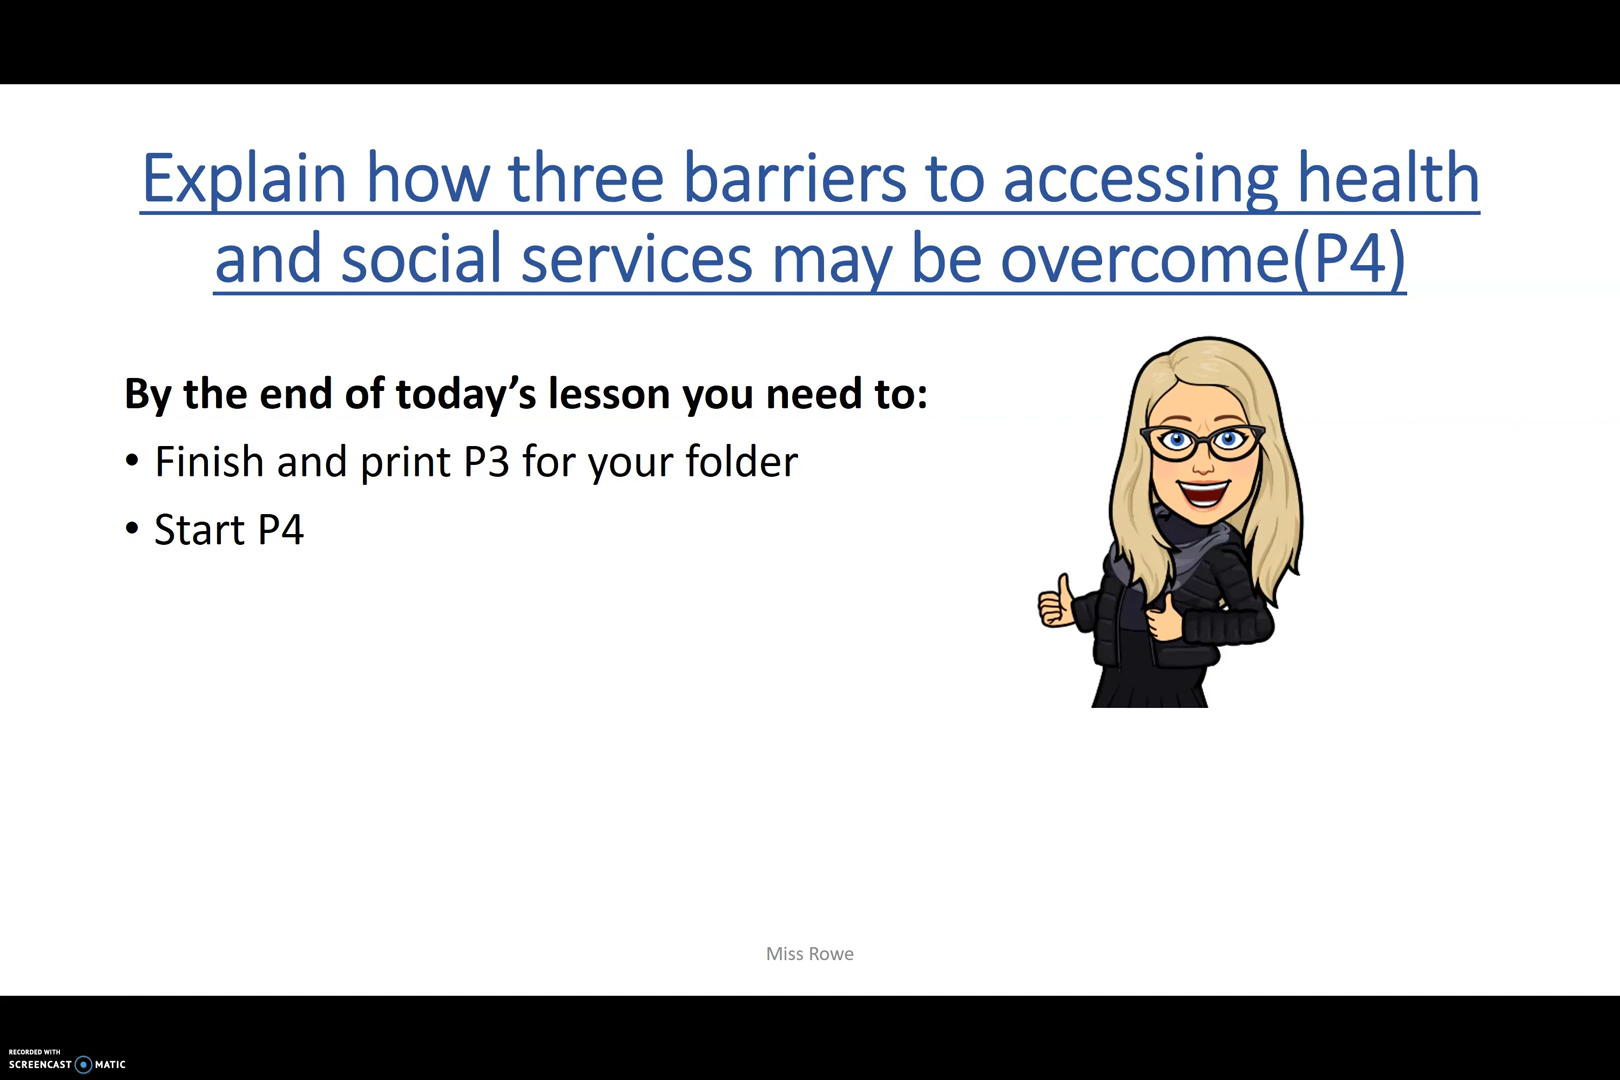 Explain how three barriers to accessing health
and social services may be overcome(P4)
By the end of today’s lesson you need to:
• Finish and print P3 for your folder
• Start P4
Miss Rowe
RECORDED WITH
SCREENCAST MATIC